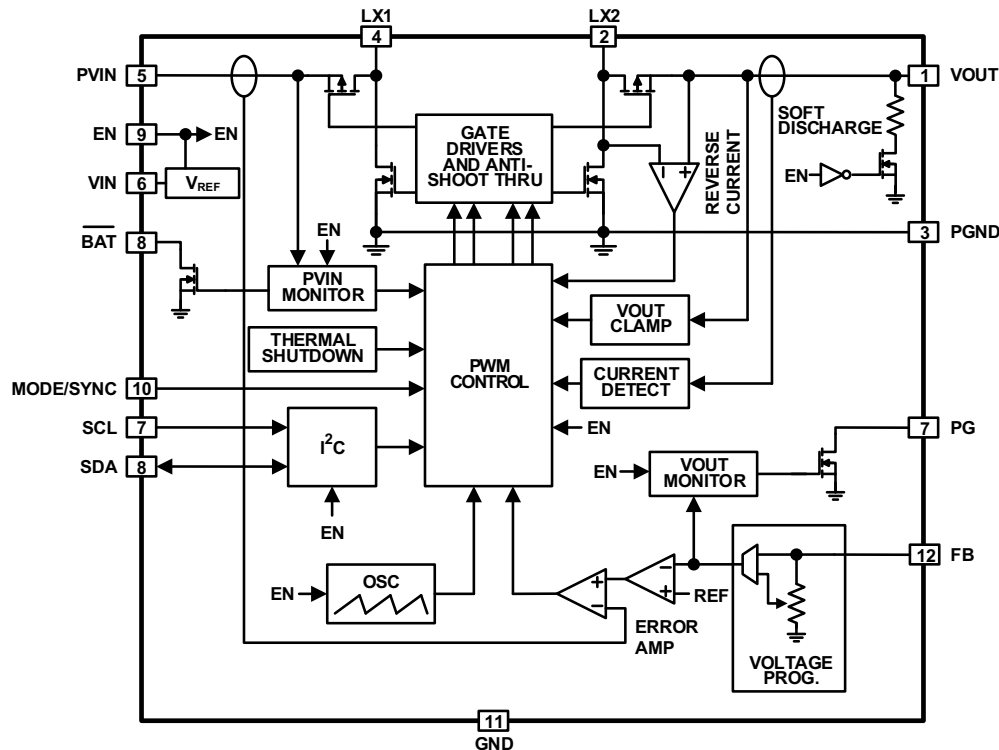 LX1
LX2
4
2
PVIN
5
1
VOUT
EN
9
EN
VIN
6
VREF
GATE
DRIVERS
AND ANTI-
SHOOT THRU
REVERSE
CURRENT
SOFT
DISCHARGE
EN
BAT
8
3
PGND
EN
PVIN
MONITOR
VOUT
CLAMP
THERMAL
SHUTDOWN
PWM
CONTROL
CURRENT
DETECT
MODE/SYNC
10
SCL
7
I2C
EN
7
PG
SDA
8
EN
VOUT
MONITOR
EN
12
FB
EN
OSC
REF
ERROR
AMP
VOLTAGE
PROG.
11
GND